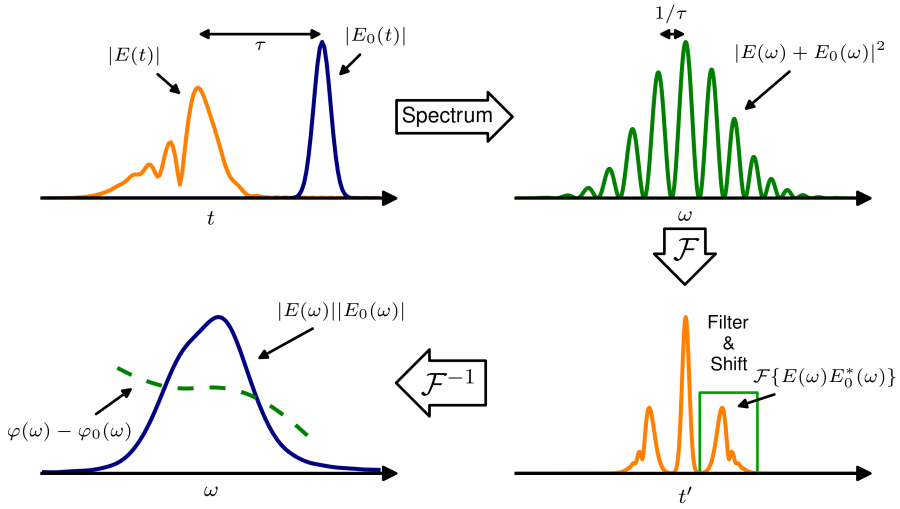 |E(t)|
τ
|E₀(t)|
t
Spectrum
1/τ
|E(ω) + E₀(ω)|²
ω
ℱ
Filter
&
Shift
ℱ{E(ω)E₀*(ω)}
t′
ℱ⁻¹
|E(ω)||E₀(ω)|
φ(ω) − φ₀(ω)
ω